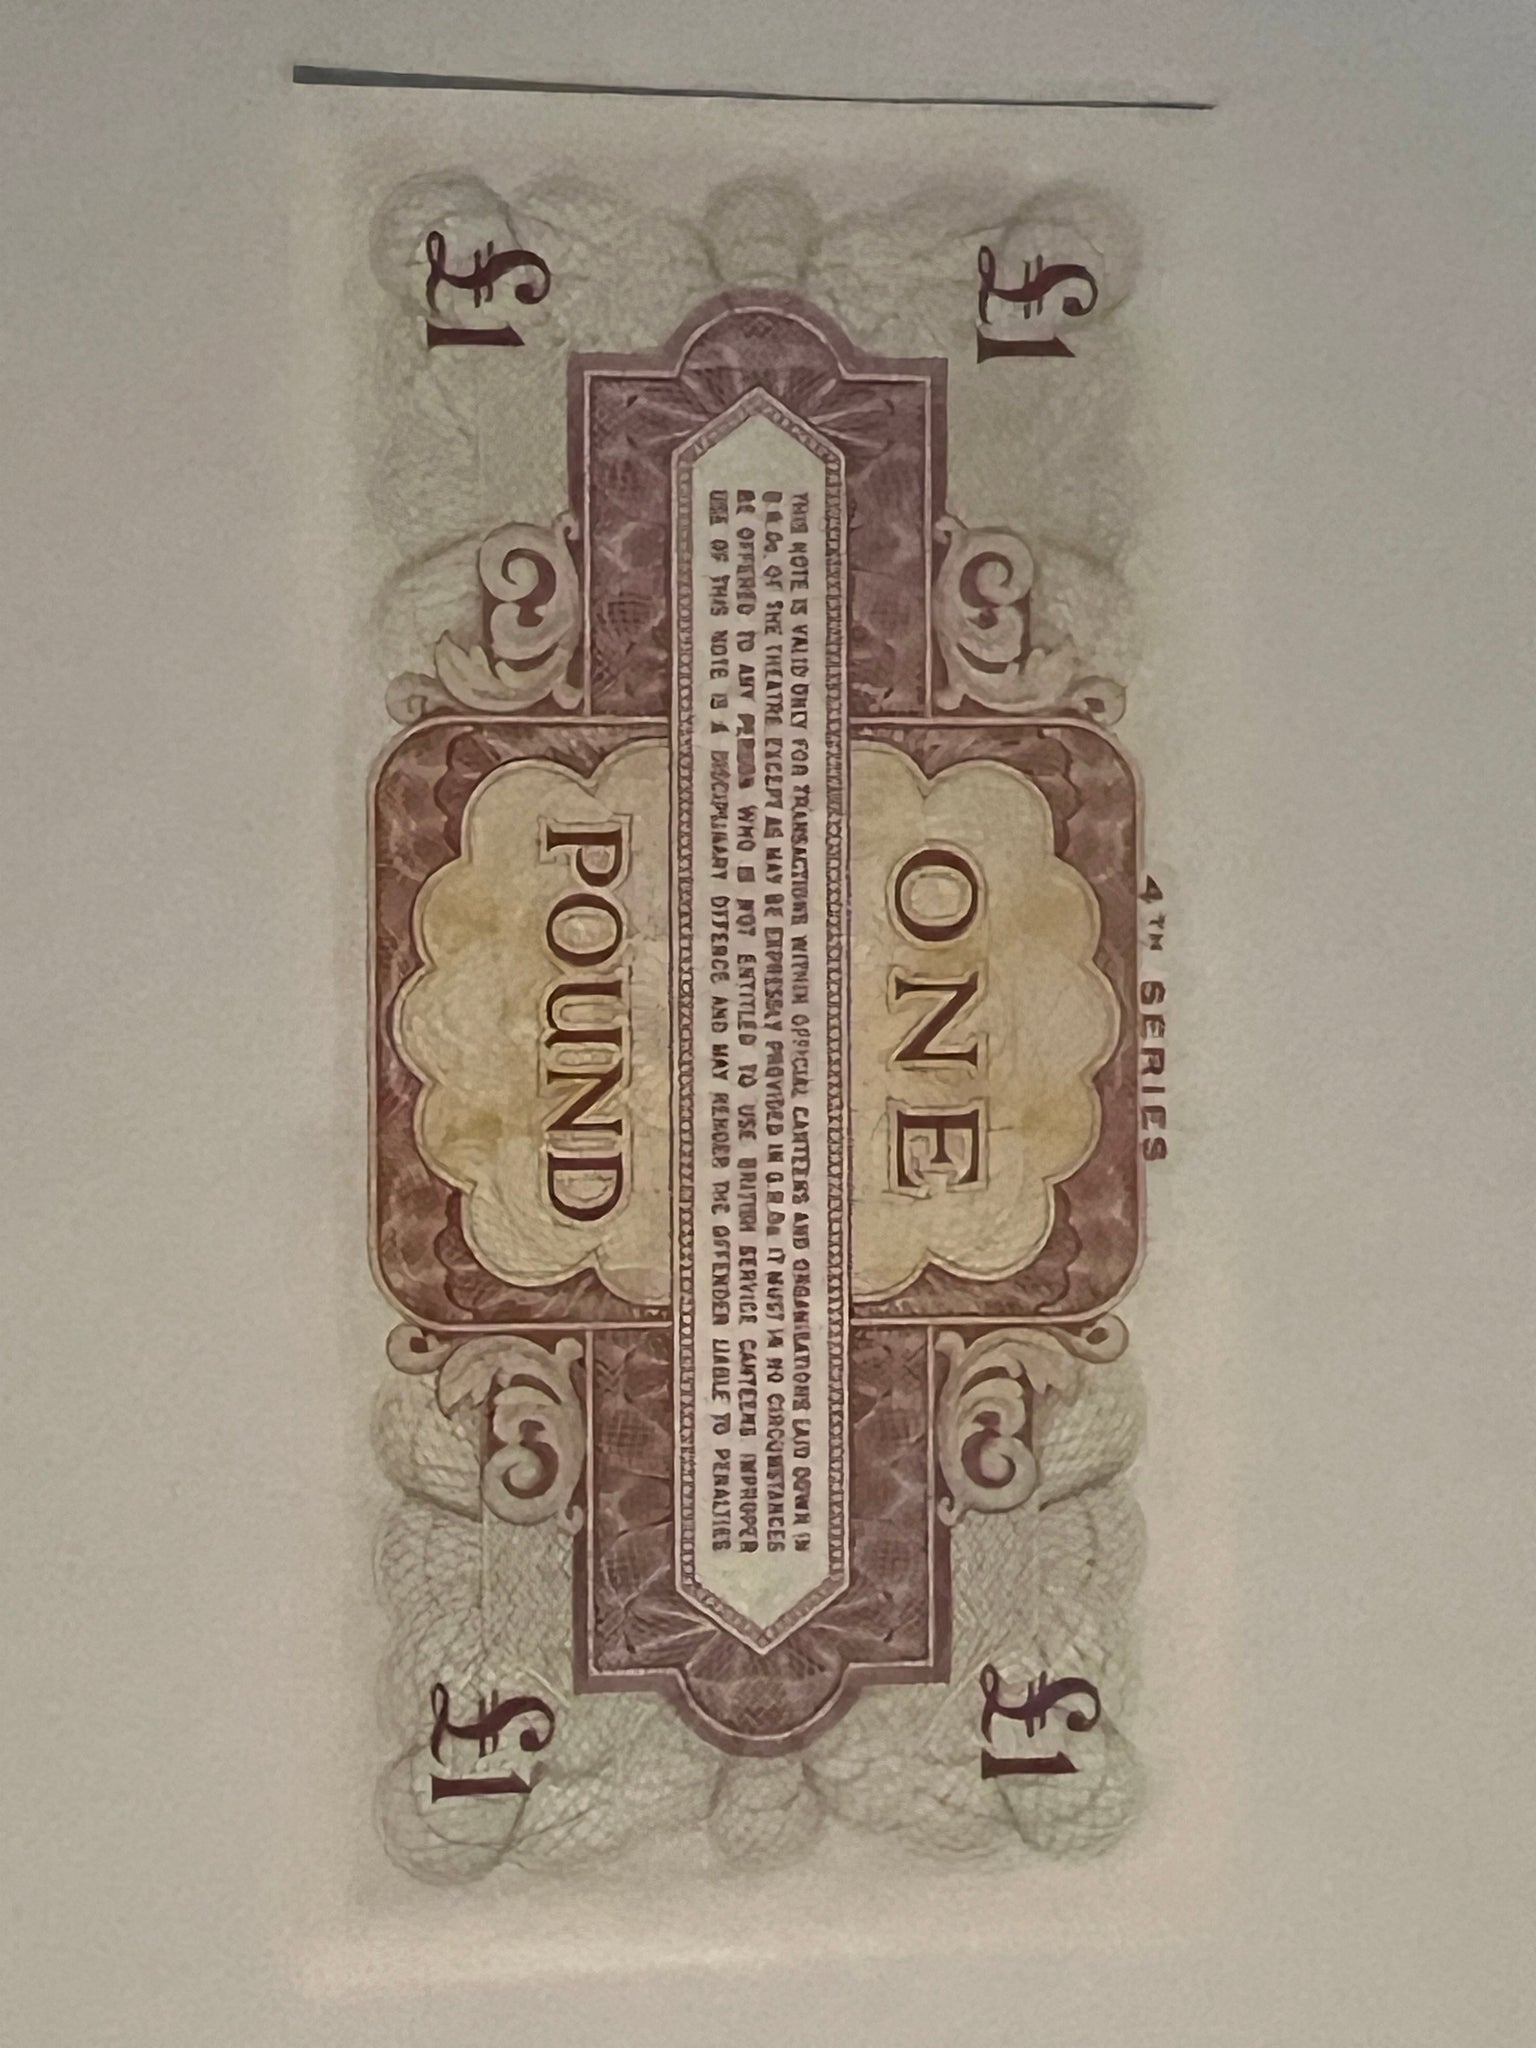 4TH SERIES
£1 £1
ONE
THIS NOTE IS VALID ONLY FOR TRANSACTIONS WITHIN OFFICIAL CANTEENS AND ORGANISATIONS LAID DOWN IN
G.R.Os. OF THE THEATRE EXCEPT AS MAY BE EXPRESSLY PROVIDED IN G.R.Os. IT MUST IN NO CIRCUMSTANCES
BE OFFERED TO ANY PERSON WHO IS NOT ENTITLED TO USE BRITISH SERVICE CANTEENS IMPROPER
USE OF THIS NOTE IS A DISCIPLINARY OFFENCE AND MAY RENDER THE OFFENDER LIABLE TO PENALTIES
POUND
£1 £1